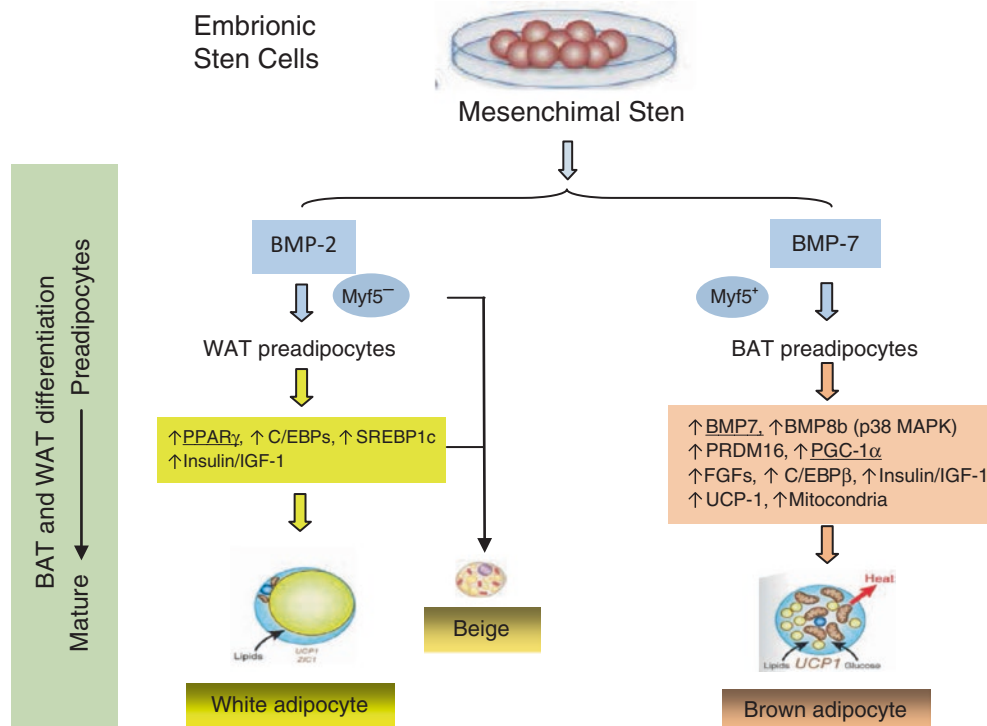 Embrionic
Sten Cells
Mesenchimal Sten
BAT and WAT differentiation
Preadipocytes
Mature
BMP-2
BMP-7
Myf5⁻
Myf5⁺
WAT preadipocytes
BAT preadipocytes
↑PPARγ, ↑ C/EBPs, ↑ SREBP1c
↑Insulin/IGF-1
↑BMP7, ↑BMP8b (p38 MAPK)
↑PRDM16, ↑PGC-1α
↑FGFs, ↑ C/EBPβ, ↑Insulin/IGF-1
↑UCP-1, ↑Mitocondria
Lipids
UCP1
ZIC1
Heat
Lipids UCP1 Glucose
Beige
White adipocyte
Brown adipocyte